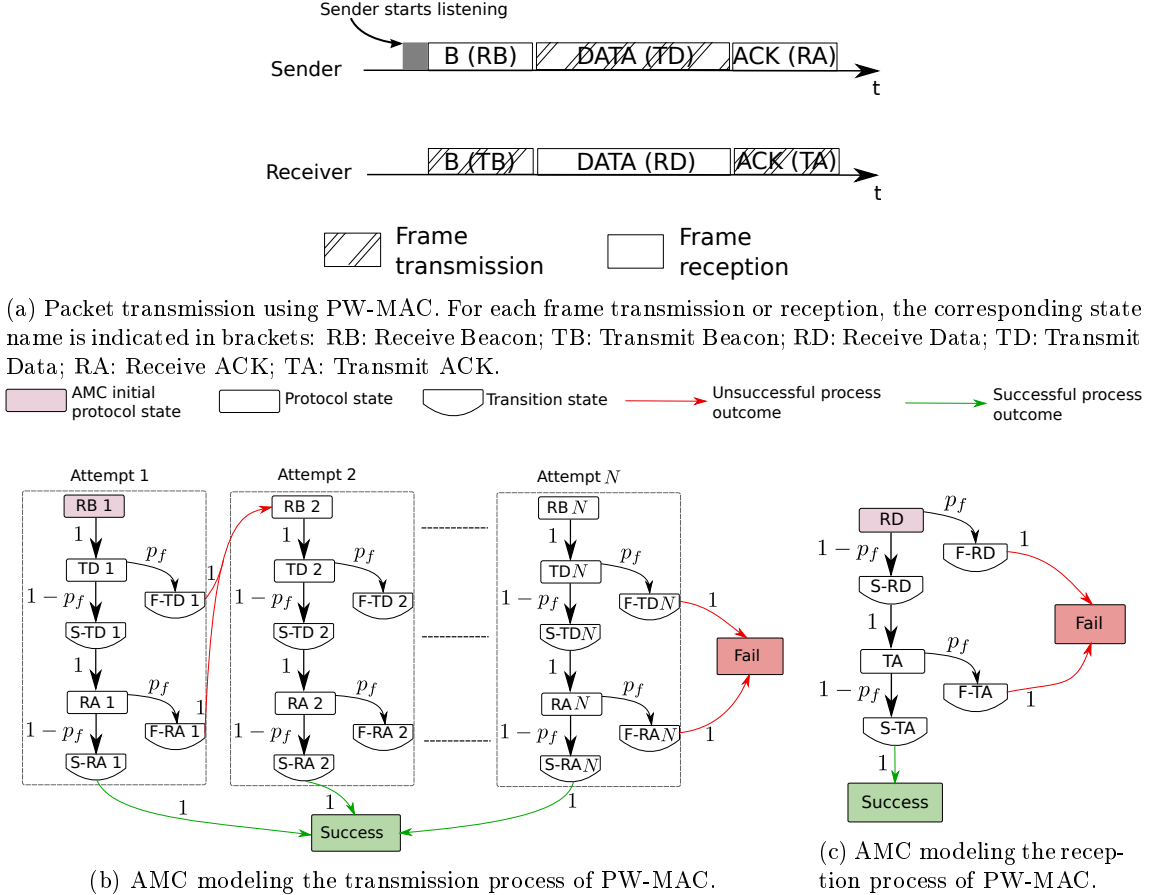 Sender starts listening
B (RB)
DATA (TD)
ACK (RA)
Sender
t
B (TB)
DATA (RD)
ACK (TA)
Receiver
t
Frame
transmission
Frame
reception
(a) Packet transmission using PW-MAC. For each frame transmission or reception, the corresponding state
name is indicated in brackets: RB: Receive Beacon; TB: Transmit Beacon; RD: Receive Data; TD: Transmit
Data; RA: Receive ACK; TA: Transmit ACK.
AMC initial
protocol state
Protocol state
Transition state
Unsuccessful process
outcome
Successful process
outcome
Attempt 1
RB 1
1
TD 1
p_f
1
F-TD 1
1 − p_f
S-TD 1
1
RA 1
p_f
1
F-RA 1
1 − p_f
S-RA 1
1
Attempt 2
RB 2
1
TD 2
p_f
F-TD 2
1 − p_f
S-TD 2
1
RA 2
p_f
F-RA 2
1 − p_f
S-RA 2
1
Attempt N
RB N
1
TD N
p_f
F-TD N
1
1 − p_f
S-TD N
1
RA N
p_f
F-RA N
1
1 − p_f
S-RA N
1
Fail
Success
(b) AMC modeling the transmission process of PW-MAC.
RD
p_f
F-RD
1
1 − p_f
S-RD
1
Fail
TA
p_f
F-TA
1
1 − p_f
S-TA
1
Success
(c) AMC modeling the recep-
tion process of PW-MAC.